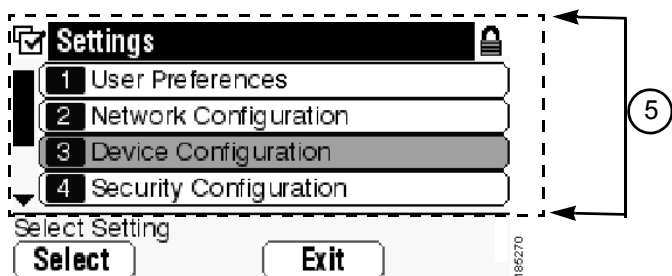 Settings
1 User Preferences
2 Network Configuration
3 Device Configuration
4 Security Configuration
5
Select Setting
Select Exit
185270